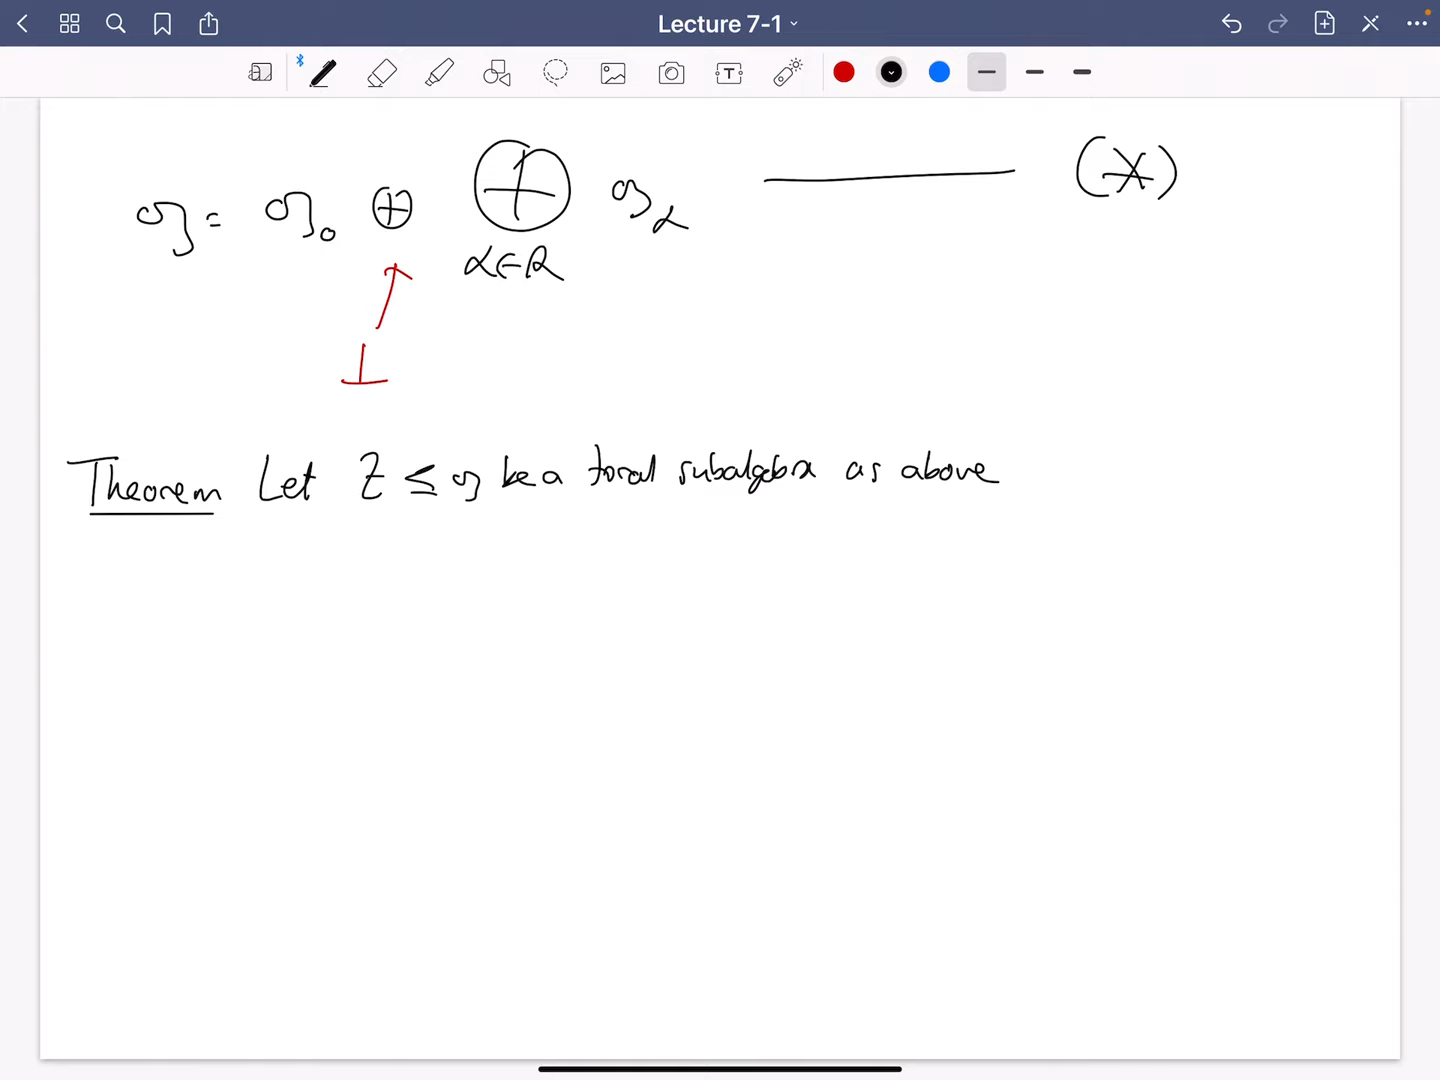 Lecture 7-1
𝔤 = 𝔤₀ ⊕ ⊕ 𝔤_α ——— (*)
α∈R
⊥
Theorem Let Z ≤ 𝔤 be a toral subalgebra as above